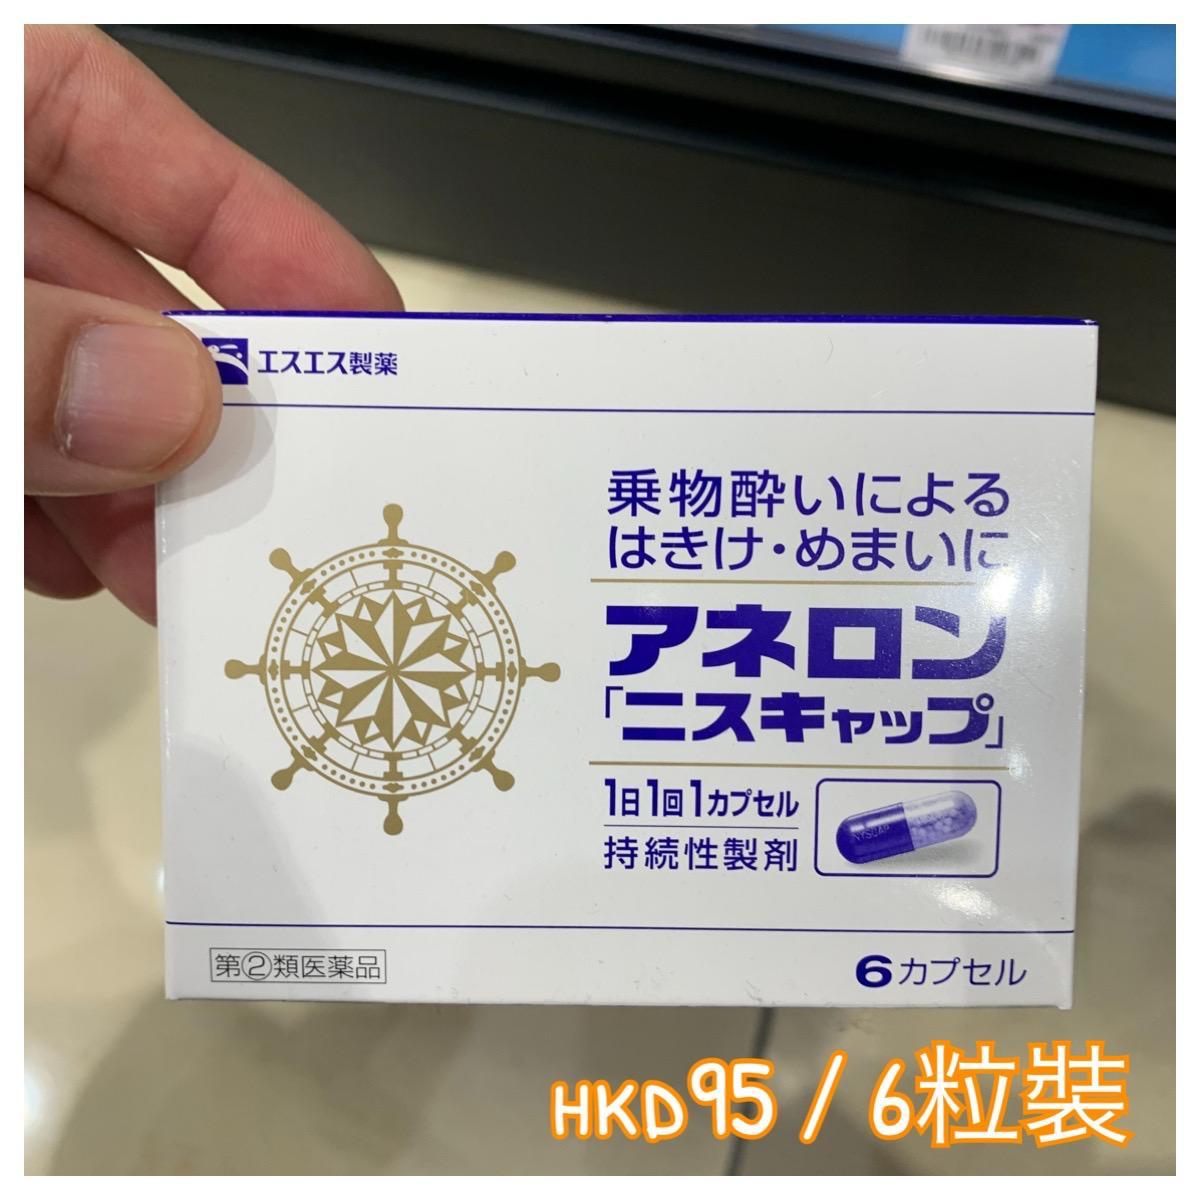 エスエス製薬
乗物酔いによる
はきけ・めまいに
アネロン
「ニスキャップ」
1日1回1カプセル
持続性製剤
NYSCAP
第②類医薬品
6カプセル
HKD95 / 6粒裝